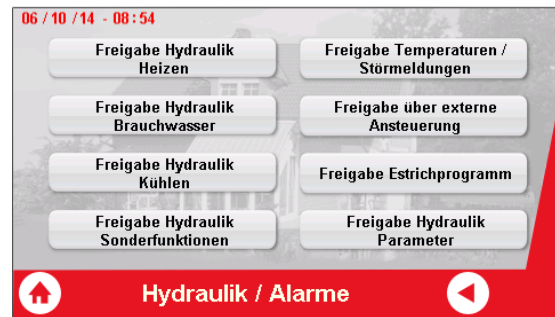 06 / 10 / 14 - 08 : 54
Freigabe Hydraulik
Heizen
Freigabe Temperaturen /
Störmeldungen
Freigabe Hydraulik
Brauchwasser
Freigabe über externe
Ansteuerung
Freigabe Hydraulik
Kühlen
Freigabe Estrichprogramm
Freigabe Hydraulik
Sonderfunktionen
Freigabe Hydraulik
Parameter
Hydraulik / Alarme